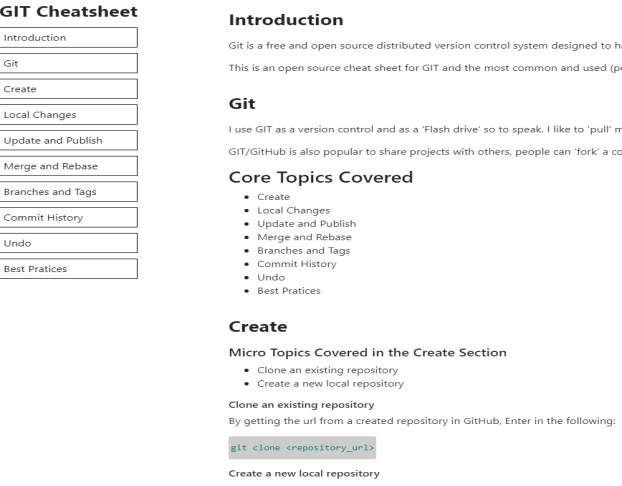 GIT Cheatsheet
Introduction
Git
Create
Local Changes
Update and Publish
Merge and Rebase
Branches and Tags
Commit History
Undo
Best Pratices
Introduction
Git is a free and open source distributed version control system designed to
This is an open source cheat sheet for GIT and the most common and used
Git
I use GIT as a version control and as a 'Flash drive' so to speak. I like to 'pull'
GIT/GitHub is also popular to share projects with others, people can 'fork' a
Core Topics Covered
Create
Local Changes
Update and Publish
Merge and Rebase
Branches and Tags
Commit History
Undo
Best Pratices
Create
Micro Topics Covered in the Create Section
Clone an existing repository
Create a new local repository
Clone an existing repository
By getting the url from a created repository in GitHub, Enter in the following:
git clone <repository_url>
Create a new local repository